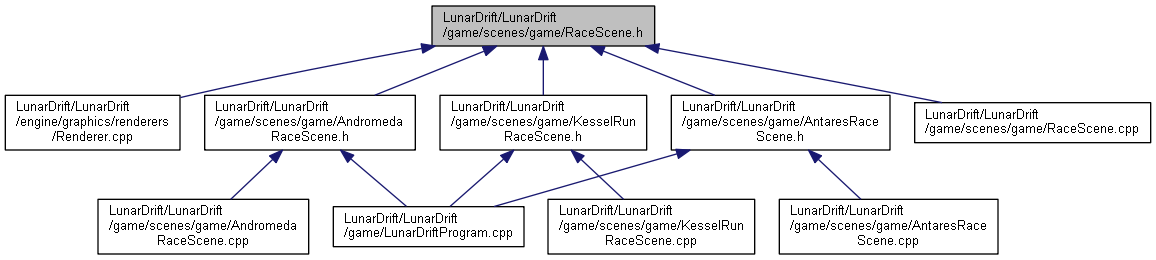 LunarDrift/LunarDrift
/game/scenes/game/RaceScene.h
LunarDrift/LunarDrift
/engine/graphics/renderers
/Renderer.cpp
LunarDrift/LunarDrift
/game/scenes/game/Andromeda
RaceScene.h
LunarDrift/LunarDrift
/game/scenes/game/KesselRun
RaceScene.h
LunarDrift/LunarDrift
/game/scenes/game/AntaresRace
Scene.h
LunarDrift/LunarDrift
/game/scenes/game/RaceScene.cpp
LunarDrift/LunarDrift
/game/scenes/game/Andromeda
RaceScene.cpp
LunarDrift/LunarDrift
/game/LunarDriftProgram.cpp
LunarDrift/LunarDrift
/game/scenes/game/KesselRun
RaceScene.cpp
LunarDrift/LunarDrift
/game/scenes/game/AntaresRace
Scene.cpp